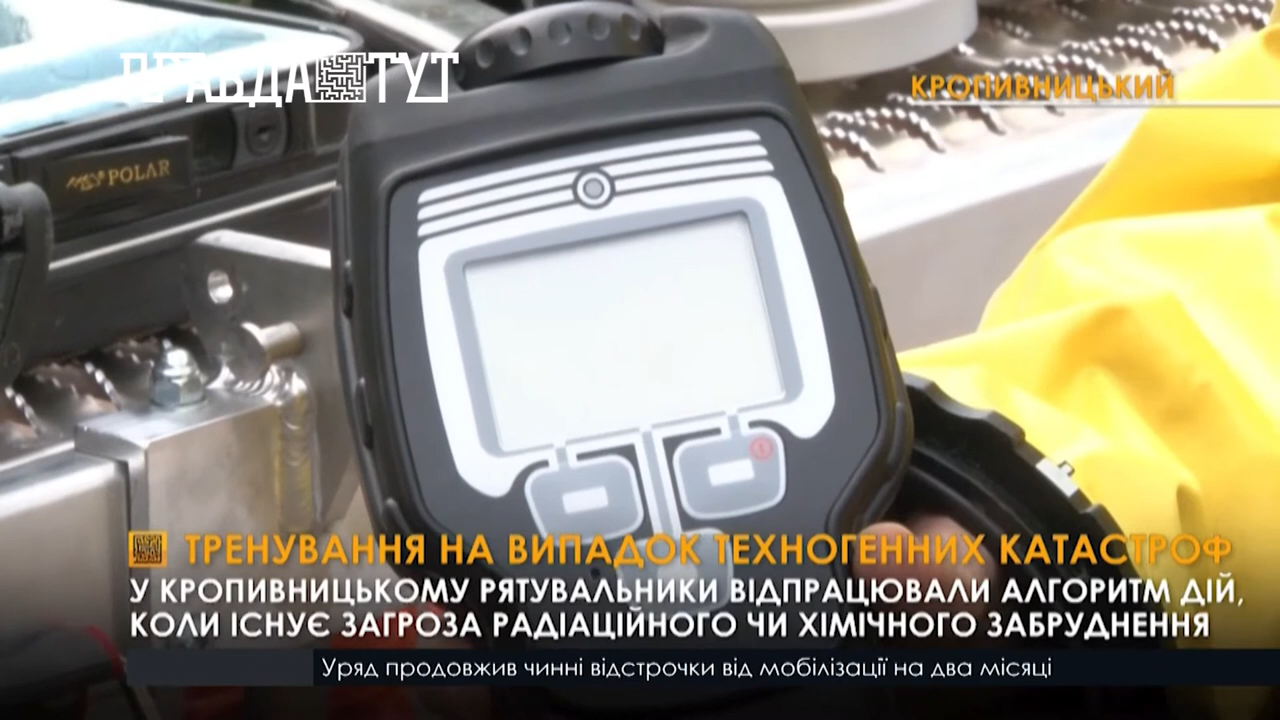 ПРАВДА ТУТ
КРОПИВНИЦЬКИЙ
POLAR
ТРЕНУВАННЯ НА ВИПАДОК ТЕХНОГЕННИХ КАТАСТРОФ
У КРОПИВНИЦЬКОМУ РЯТУВАЛЬНИКИ ВІДПРАЦЮВАЛИ АЛГОРИТМ ДІЙ,
КОЛИ ІСНУЄ ЗАГРОЗА РАДІАЦІЙНОГО ЧИ ХІМІЧНОГО ЗАБРУДНЕННЯ
Уряд продовжив чинні відстрочки від мобілізації на два місяці